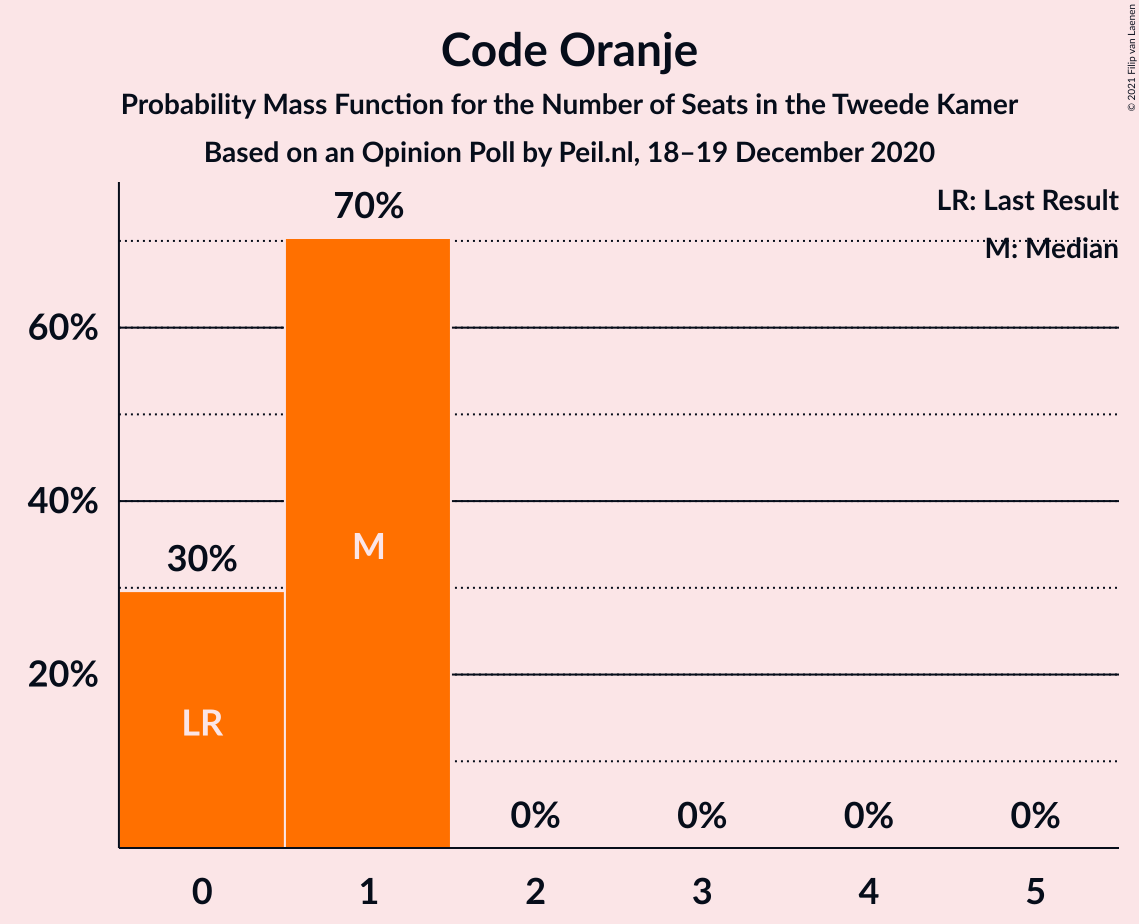 Code Oranje
Probability Mass Function for the Number of Seats in the Tweede Kamer
Based on an Opinion Poll by Peil.nl, 18–19 December 2020
© 2021 Filip van Laenen
LR: Last Result
M: Median
70%
60%
40%
30%
20%
M
LR
0% 0% 0% 0%
0 1 2 3 4 5